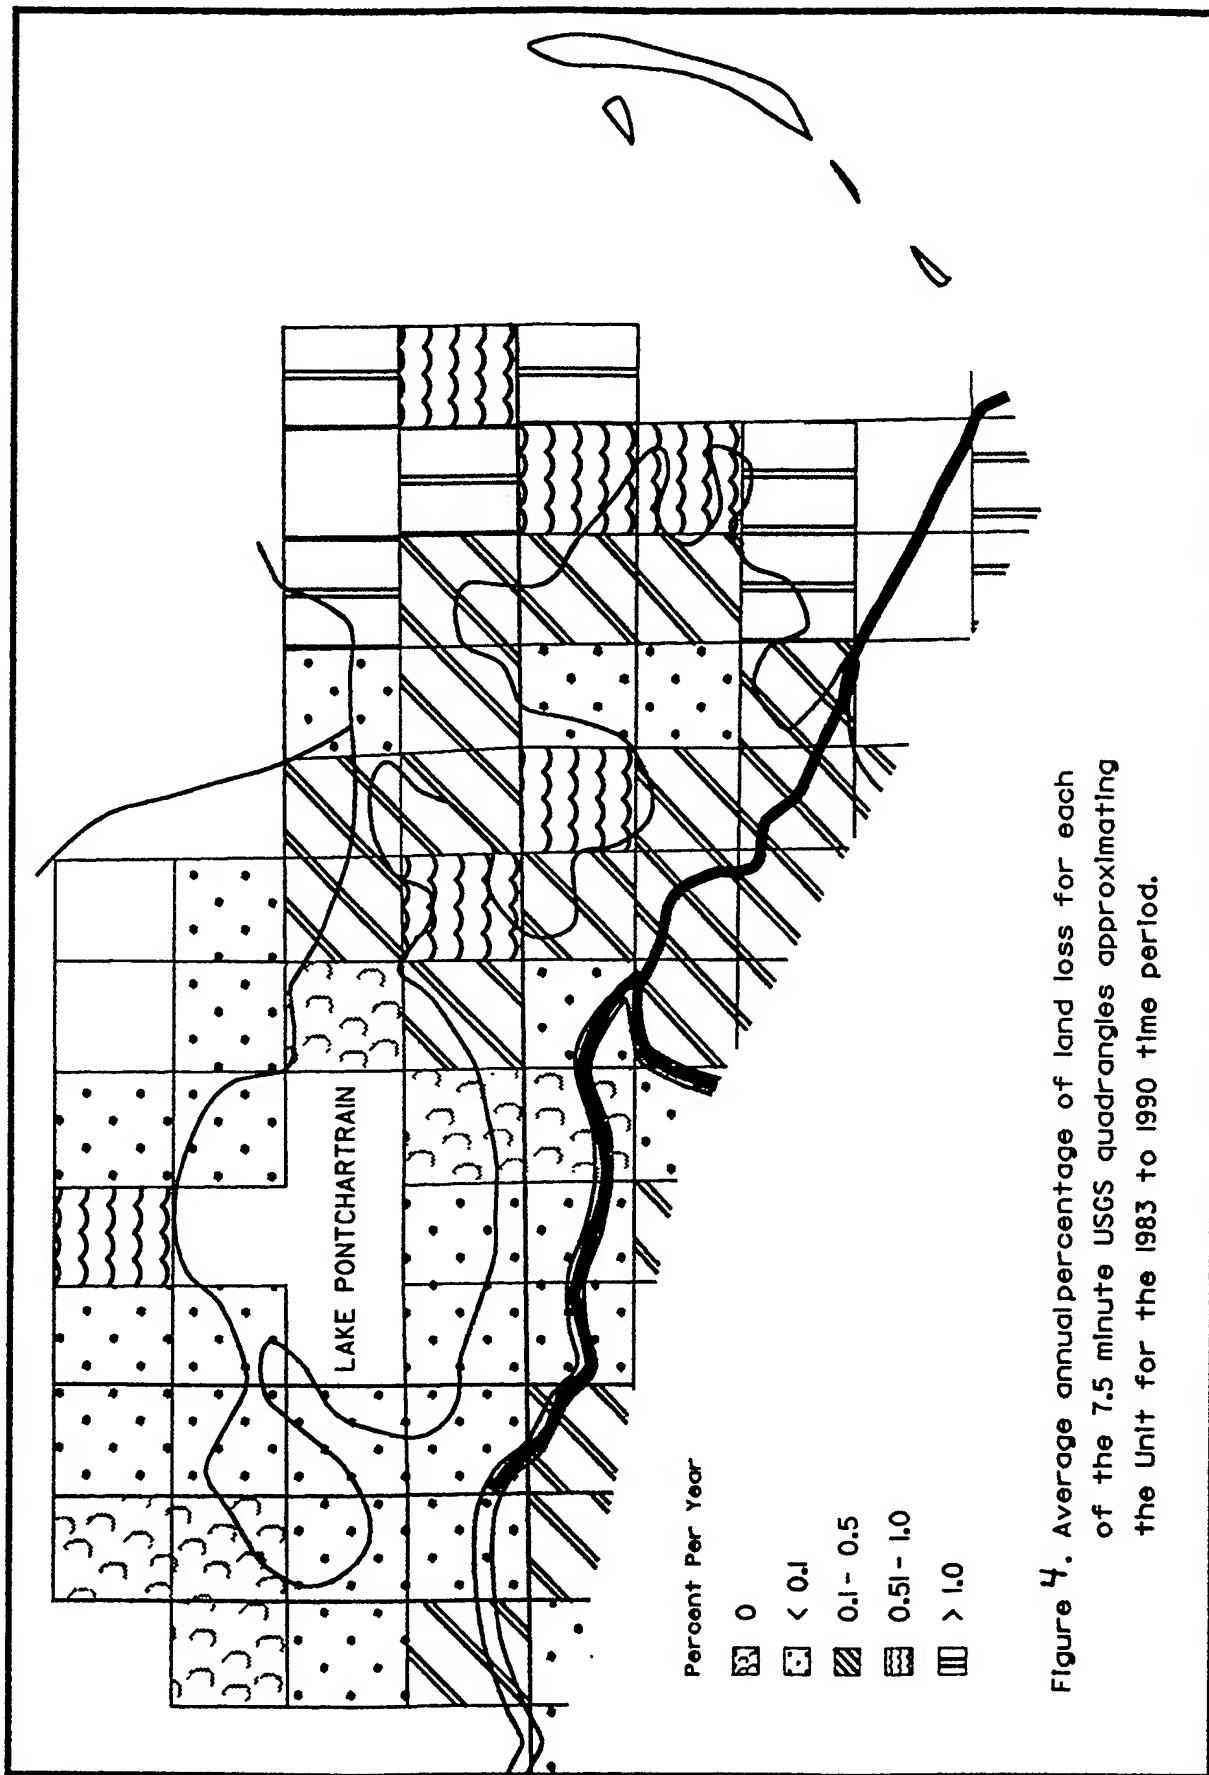 LAKE PONTCHARTRAIN
Percent Per Year
0
< 0.1
0.1 - 0.5
0.51 - 1.0
> 1.0
Figure 4. Average annual percentage of land loss for each
of the 7.5 minute USGS quadrangles approximating
the Unit for the 1983 to 1990 time period.